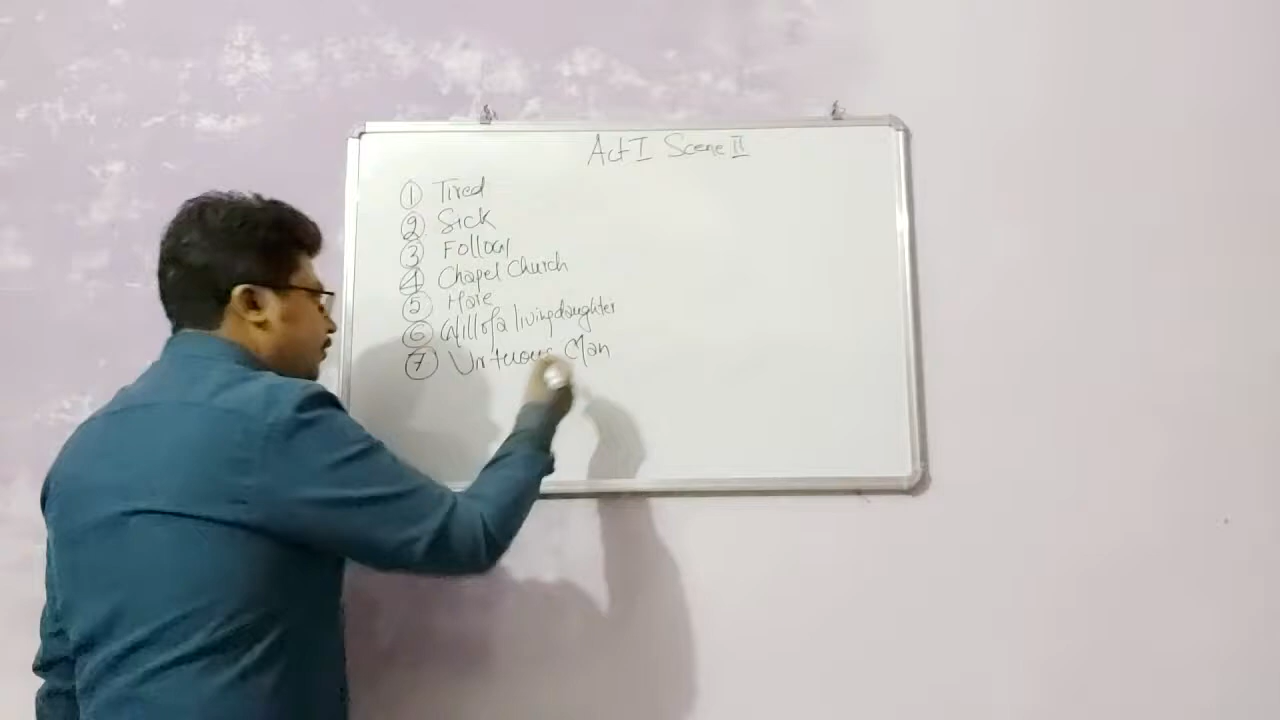 Act I Scene II
① Tired
② Sick
③ Follow
④ Chapel Church
⑤ Hare
⑥ Will of a living daughter
⑦ Virtuous Man